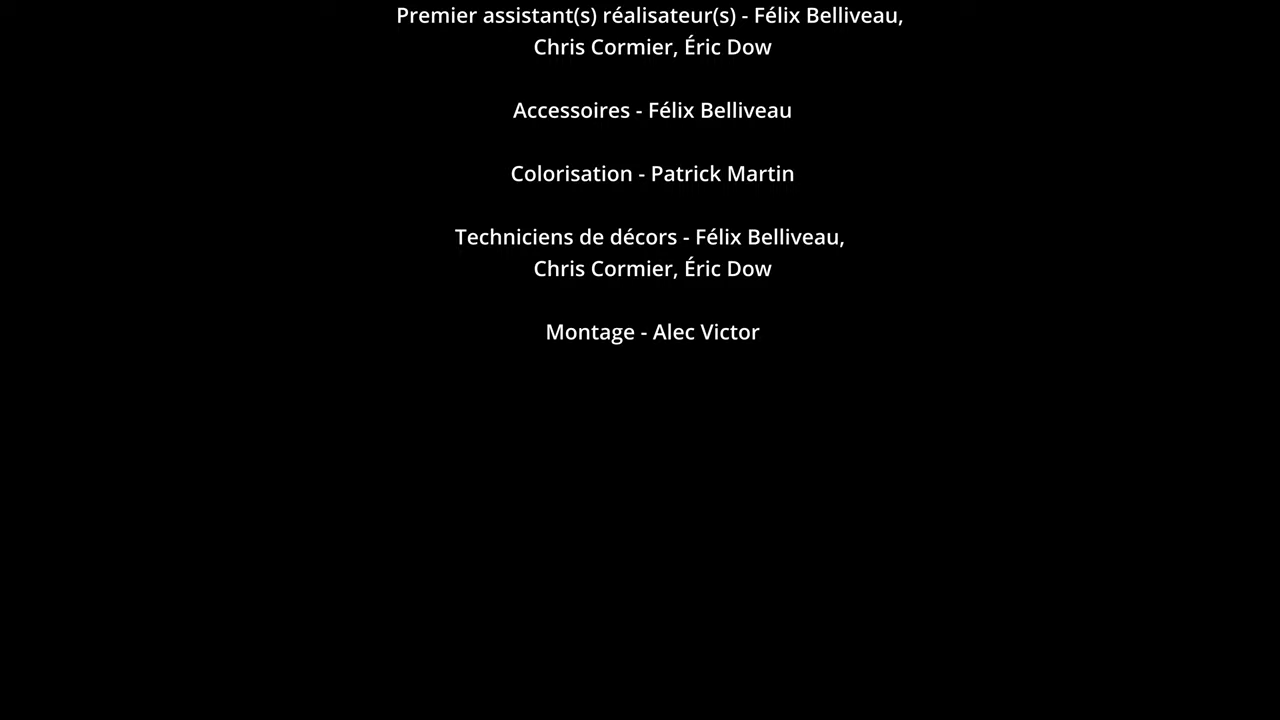 Premier assistant(s) réalisateur(s) - Félix Belliveau,
Chris Cormier, Éric Dow
Accessoires - Félix Belliveau
Colorisation - Patrick Martin
Techniciens de décors - Félix Belliveau,
Chris Cormier, Éric Dow
Montage - Alec Victor